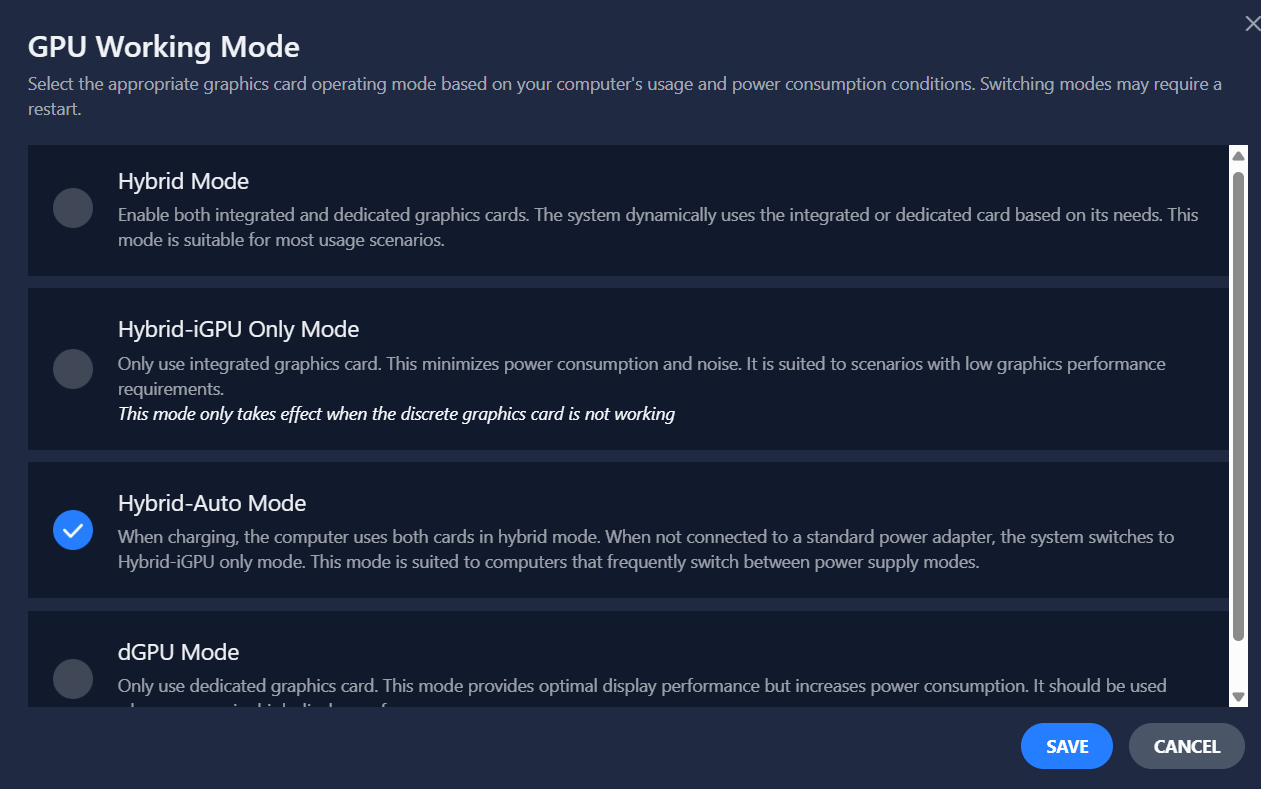 GPU Working Mode
Select the appropriate graphics card operating mode based on your computer's usage and power consumption conditions. Switching modes may require a
restart.
Hybrid Mode
Enable both integrated and dedicated graphics cards. The system dynamically uses the integrated or dedicated card based on its needs. This
mode is suitable for most usage scenarios.
Hybrid-iGPU Only Mode
Only use integrated graphics card. This minimizes power consumption and noise. It is suited to scenarios with low graphics performance
requirements.
This mode only takes effect when the discrete graphics card is not working
Hybrid-Auto Mode
When charging, the computer uses both cards in hybrid mode. When not connected to a standard power adapter, the system switches to
Hybrid-iGPU only mode. This mode is suited to computers that frequently switch between power supply modes.
dGPU Mode
Only use dedicated graphics card. This mode provides optimal display performance but increases power consumption. It should be used
SAVE
CANCEL